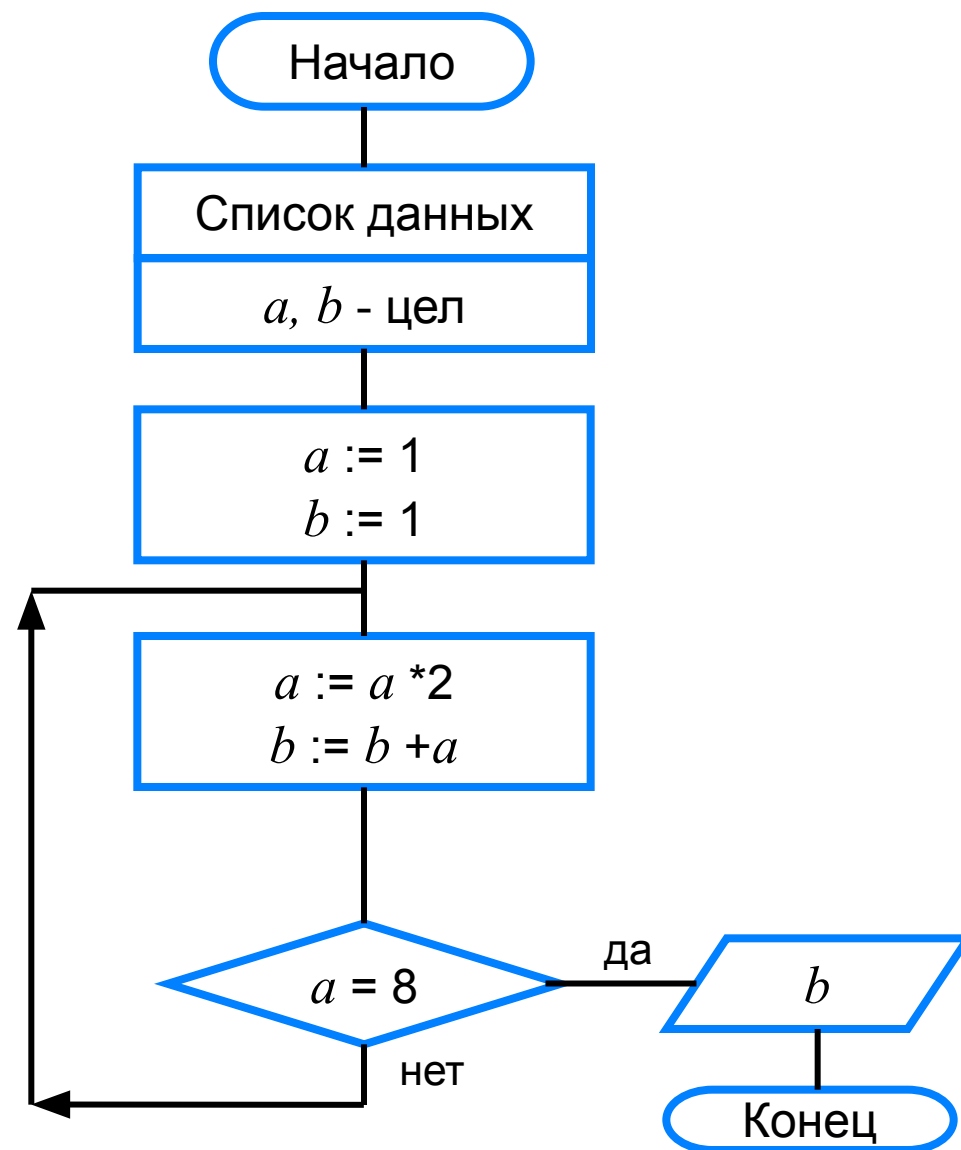 Начало
Список данных
a, b - цел
a := 1
b := 1
a := a *2
b := b +a
a = 8
да
b
нет
Конец